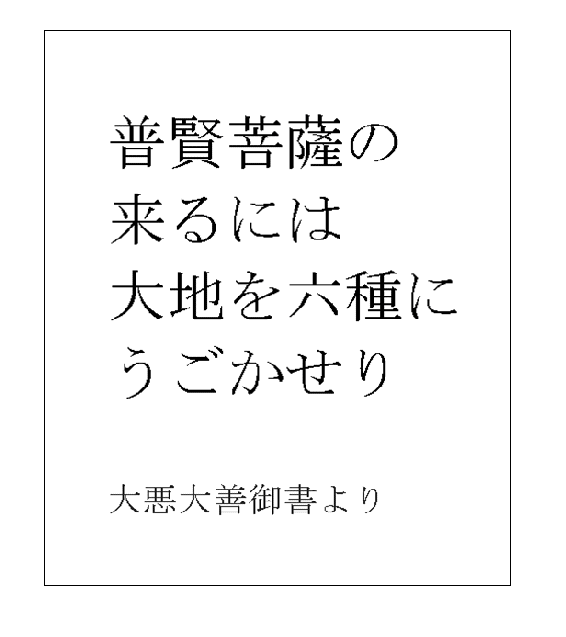 普賢菩薩の
来るには
大地を六種に
うごかせり
大悪大善御書より